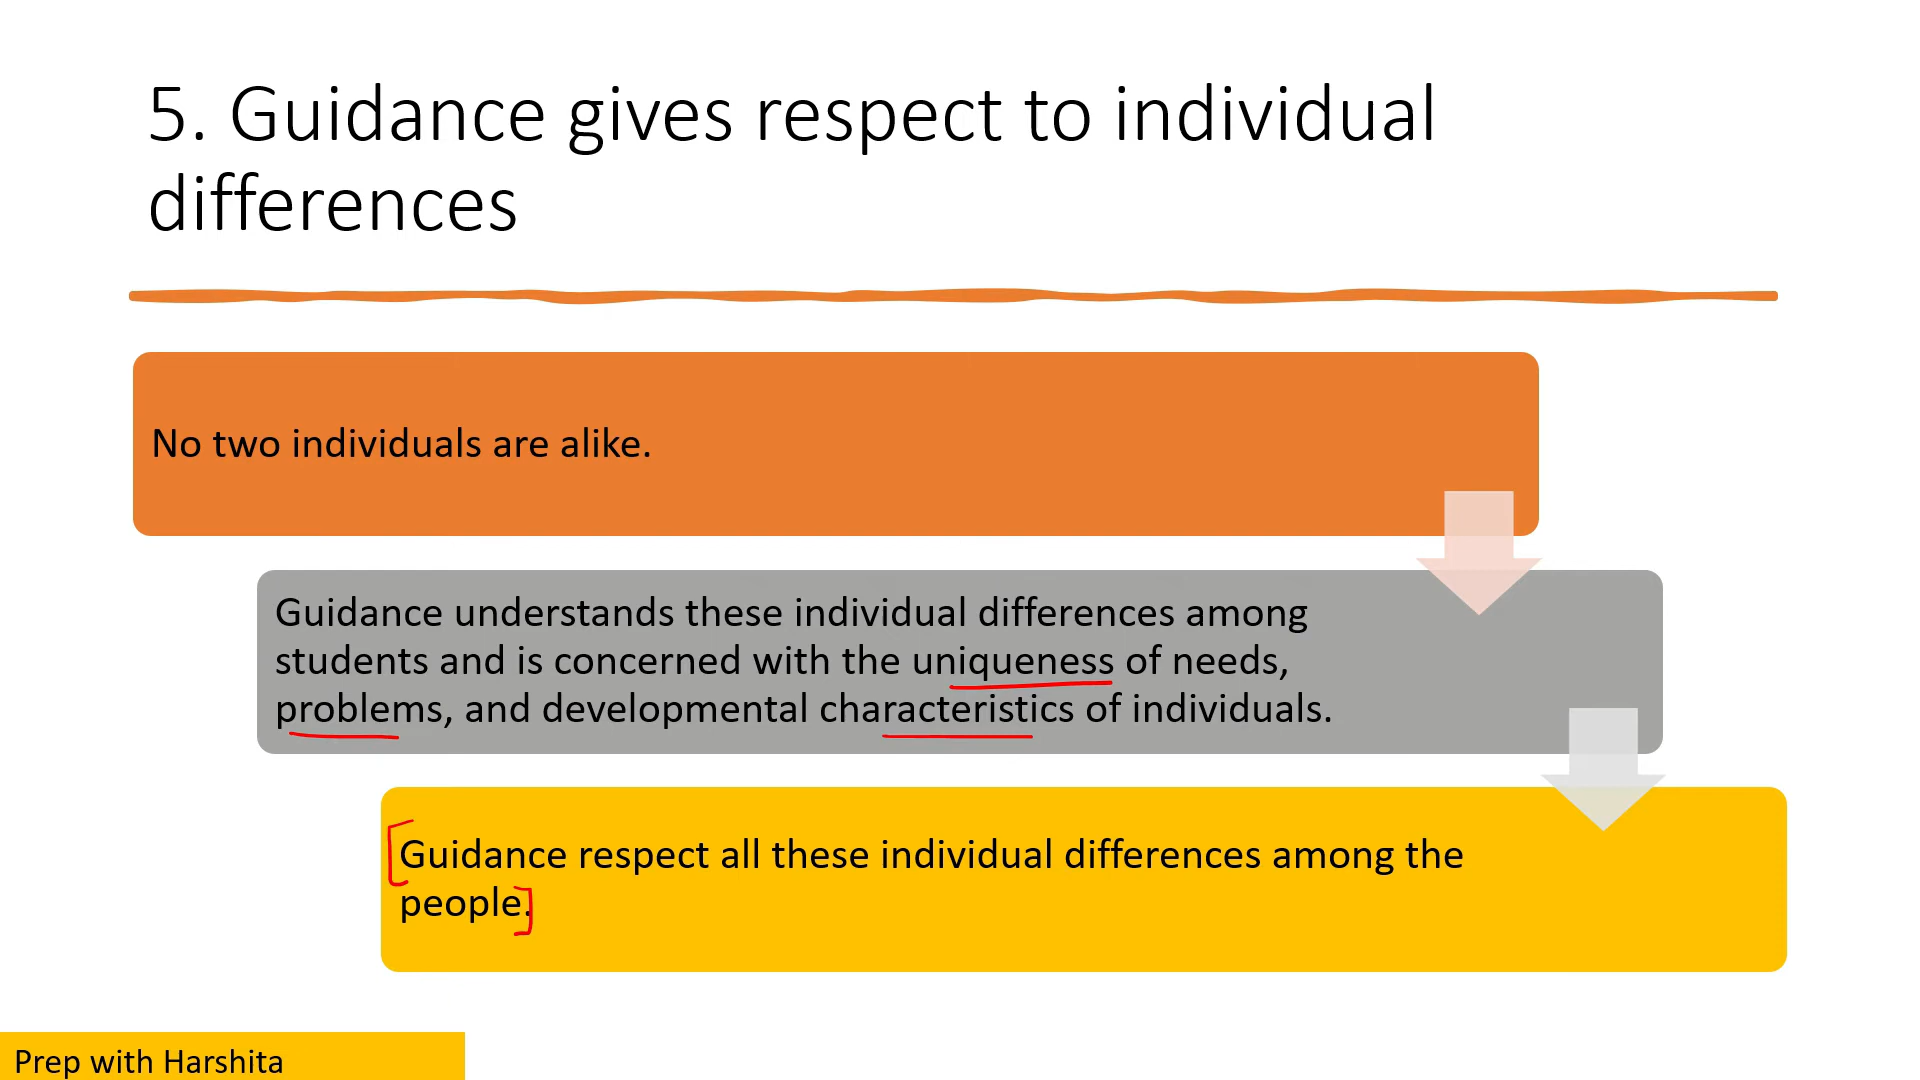 5. Guidance gives respect to individual
differences
No two individuals are alike.
Guidance understands these individual differences among
students and is concerned with the uniqueness of needs,
problems, and developmental characteristics of individuals.
Guidance respect all these individual differences among the
people.
Prep with Harshita